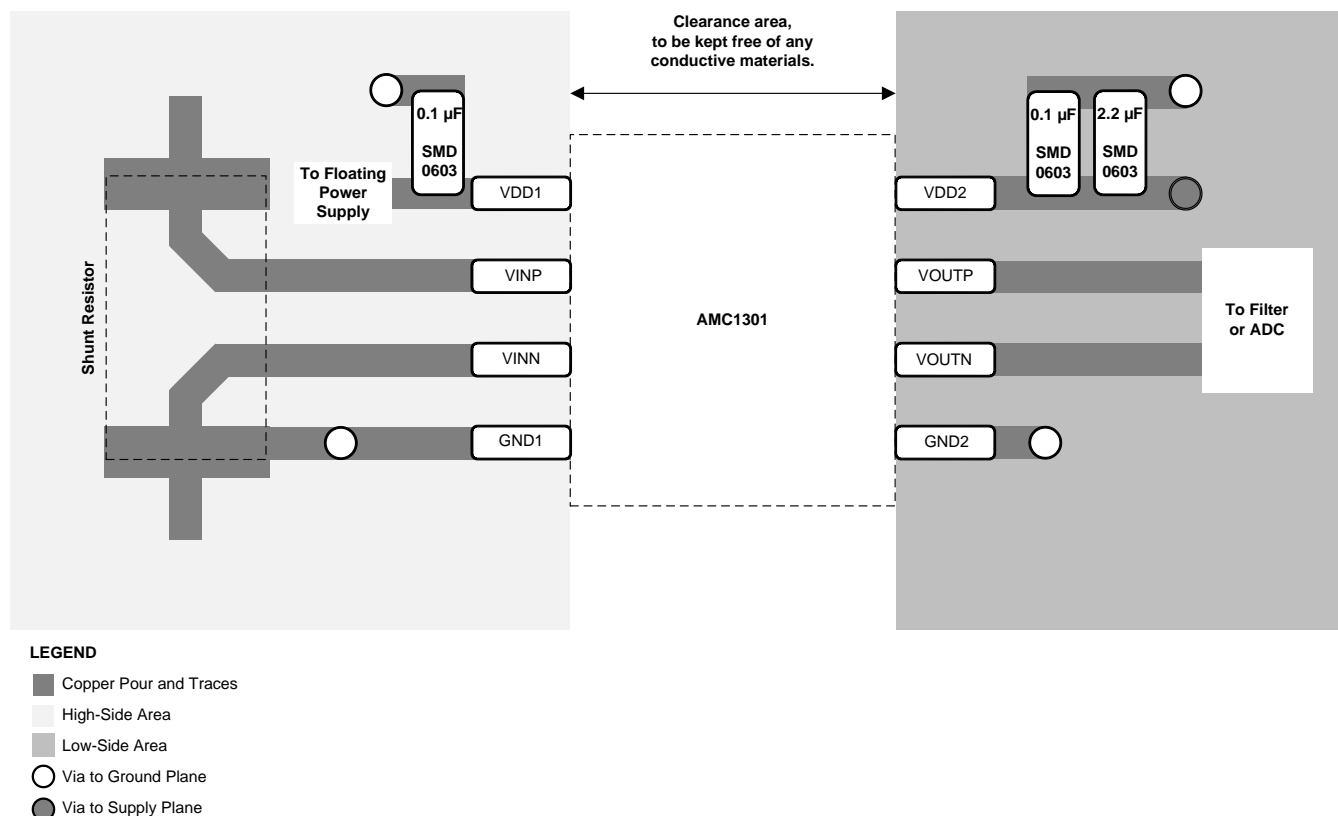 Clearance area,
to be kept free of any
conductive materials.
0.1 µF
SMD
0603
0.1 µF
SMD
0603
2.2 µF
SMD
0603
To Floating
Power
Supply
VDD1
VDD2
Shunt Resistor
VINP
VOUTP
AMC1301
To Filter
or ADC
VINN
VOUTN
GND1
GND2
LEGEND
Copper Pour and Traces
High-Side Area
Low-Side Area
Via to Ground Plane
Via to Supply Plane